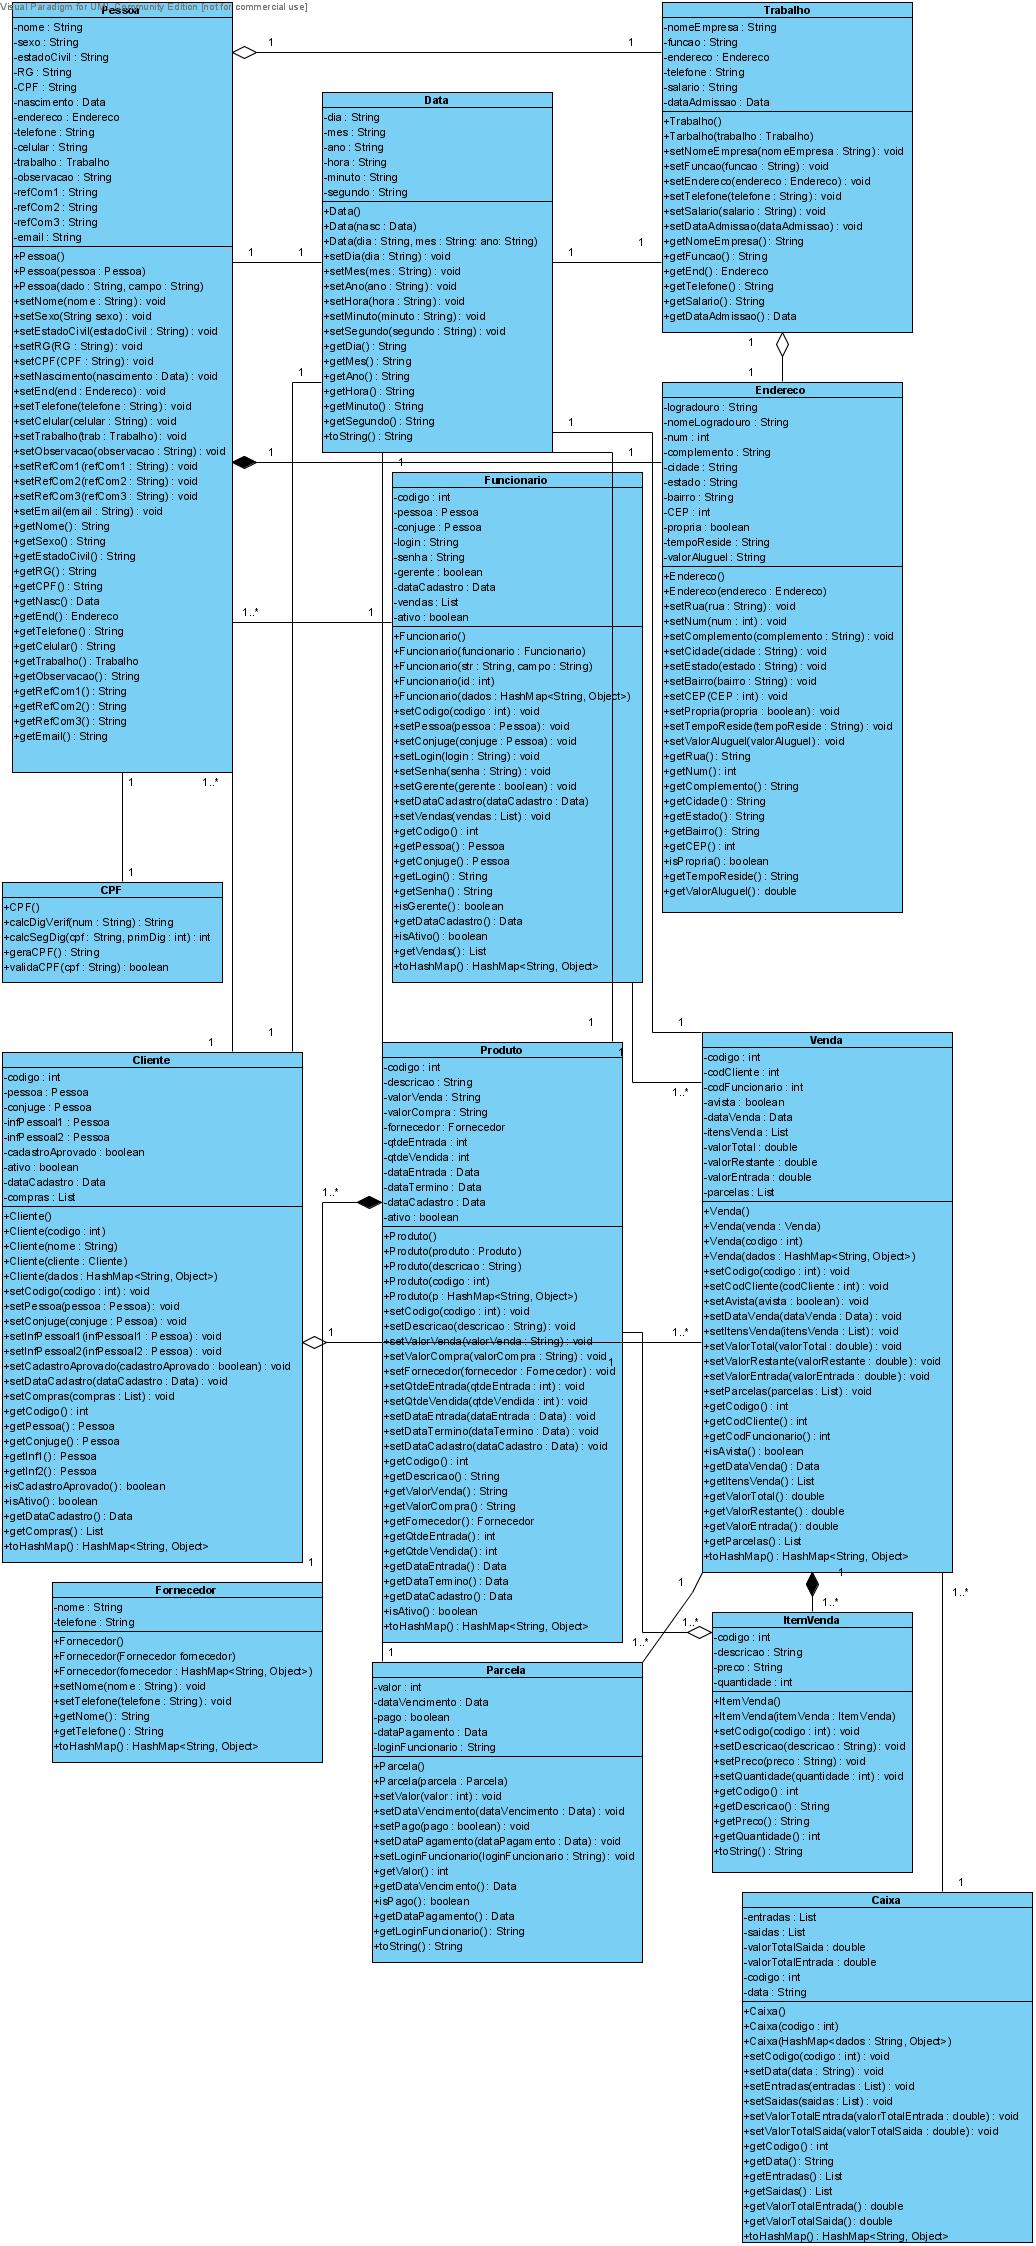 Visual Paradigm for UML Community Edition [not for commercial use]
Pessoa
-nome : String
-sexo : String
-estadoCivil : String
-RG : String
-CPF : String
-nascimento : Data
-endereco : Endereco
-telefone : String
-celular : String
-trabalho : Trabalho
-observacao : String
-refCom1 : String
-refCom2 : String
-refCom3 : String
-email : String
+Pessoa()
+Pessoa(pessoa : Pessoa)
+Pessoa(dado : String, campo : String)
+setNome(nome : String) : void
+setSexo(String sexo) : void
+setEstadoCivil(estadoCivil : String) : void
+setRG(RG : String) : void
+setCPF(CPF : String) : void
+setNascimento(nascimento : Data) : void
+setEnd(end : Endereco) : void
+setTelefone(telefone : String) : void
+setCelular(celular : String) : void
+setTrabalho(trab : Trabalho) : void
+setObservacao(observacao : String) : void
+setRefCom1(refCom1 : String) : void
+setRefCom2(refCom2 : String) : void
+setRefCom3(refCom3 : String) : void
+setEmail(email : String) : void
+getNome() : String
+getSexo() : String
+getEstadoCivil() : String
+getRG() : String
+getCPF() : String
+getNasc() : Data
+getEnd() : Endereco
+getTelefone() : String
+getCelular() : String
+getTrabalho() : Trabalho
+getObservacao() : String
+getRefCom1() : String
+getRefCom2() : String
+getRefCom3() : String
+getEmail() : String
1
1
Trabalho
-nomeEmpresa : String
-funcao : String
-endereco : Endereco
-telefone : String
-salario : String
-dataAdmissao : Data
+Trabalho()
+Tarbalho(trabalho : Trabalho)
+setNomeEmpresa(nomeEmpresa : String) : void
+setFuncao(funcao : String) : void
+setEndereco(endereco : Endereco) : void
+setTelefone(telefone : String) : void
+setSalario(salario : String) : void
+setDataAdmissao(dataAdmissao) : void
+getNomeEmpresa() : String
+getFuncao() : String
+getEnd() : Endereco
+getTelefone() : String
+getSalario() : String
+getDataAdmissao() : Data
Data
-dia : String
-mes : String
-ano : String
-hora : String
-minuto : String
-segundo : String
+Data()
+Data(nasc : Data)
+Data(dia : String, mes : String: ano: String)
+setDia(dia : String) : void
+setMes(mes : String) : void
+setAno(ano : String) : void
+setHora(hora : String) : void
+setMinuto(minuto : String) : void
+setSegundo(segundo : String) : void
+getDia() : String
+getMes() : String
+getAno() : String
+getHora() : String
+getMinuto() : String
+getSegundo() : String
+toString() : String
1
1
1
1
1
1
1
1
1
1
1
1..*
1
Endereco
-logradouro : String
-nomeLogradouro : String
-num : int
-complemento : String
-cidade : String
-estado : String
-bairro : String
-CEP : int
-propria : boolean
-tempoReside : String
-valorAluguel : String
+Endereco()
+Endereco(endereco : Endereco)
+setRua(rua : String) : void
+setNum(num : int) : void
+setComplemento(complemento : String) : void
+setCidade(cidade : String) : void
+setEstado(estado : String) : void
+setBairro(bairro : String) : void
+setCEP(CEP : int) : void
+setPropria(propria : boolean) : void
+setTempoReside(tempoReside : String) : void
+setValorAluguel(valorAluguel) : void
+getRua() : String
+getNum() : int
+getComplemento() : String
+getCidade() : String
+getEstado() : String
+getBairro() : String
+getCEP() : int
+isPropria() : boolean
+getTempoReside() : String
+getValorAluguel() : double
Funcionario
-codigo : int
-pessoa : Pessoa
-conjuge : Pessoa
-login : String
-senha : String
-gerente : boolean
-dataCadastro : Data
-vendas : List
-ativo : boolean
+Funcionario()
+Funcionario(funcionario : Funcionario)
+Funcionario(str : String, campo : String)
+Funcionario(id : int)
+Funcionario(dados : HashMap<String, Object>)
+setCodigo(codigo : int) : void
+setPessoa(pessoa : Pessoa) : void
+setConjuge(conjuge : Pessoa) : void
+setLogin(login : String) : void
+setSenha(senha : String) : void
+setGerente(gerente : boolean) : void
+setDataCadastro(dataCadastro : Data)
+setVendas(vendas : List) : void
+getCodigo() : int
+getPessoa() : Pessoa
+getConjuge() : Pessoa
+getLogin() : String
+getSenha() : String
+isGerente() : boolean
+getDataCadastro() : Data
+isAtivo() : boolean
+getVendas() : List
+toHashMap() : HashMap<String, Object>
1
1..*
1
CPF
+CPF()
+calcDigVerif(num : String) : String
+calcSegDig(cpf : String, primDig : int) : int
+geraCPF() : String
+validaCPF(cpf : String) : boolean
1
1
1
1
1
1..*
Cliente
-codigo : int
-pessoa : Pessoa
-conjuge : Pessoa
-infPessoal1 : Pessoa
-infPessoal2 : Pessoa
-cadastroAprovado : boolean
-ativo : boolean
-dataCadastro : Data
-compras : List
+Cliente()
+Cliente(codigo : int)
+Cliente(nome : String)
+Cliente(cliente : Cliente)
+Cliente(dados : HashMap<String, Object>)
+setCodigo(codigo : int) : void
+setPessoa(pessoa : Pessoa) : void
+setConjuge(conjuge : Pessoa) : void
+setInfPessoal1(infPessoal1 : Pessoa) : void
+setInfPessoal2(infPessoal2 : Pessoa) : void
+setCadastroAprovado(cadastroAprovado : boolean) : void
+setDataCadastro(dataCadastro : Data) : void
+setCompras(compras : List) : void
+getCodigo() : int
+getPessoa() : Pessoa
+getConjuge() : Pessoa
+getInf1() : Pessoa
+getInf2() : Pessoa
+isCadastroAprovado() : boolean
+isAtivo() : boolean
+getDataCadastro() : Data
+getCompras() : List
+toHashMap() : HashMap<String, Object>
1..*
1
1
Produto
-codigo : int
-descricao : String
-valorVenda : String
-valorCompra : String
-fornecedor : Fornecedor
-qtdeEntrada : int
-qtdeVendida : int
-dataEntrada : Data
-dataTermino : Data
-dataCadastro : Data
-ativo : boolean
+Produto()
+Produto(produto : Produto)
+Produto(descricao : String)
+Produto(codigo : int)
+Produto(p : HashMap<String, Object>)
+setCodigo(codigo : int) : void
+setDescricao(descricao : String) : void
+setValorVenda(valorVenda : String) : void
+setValorCompra(valorCompra : String) : void
+setFornecedor(fornecedor : Fornecedor) : void
+setQtdeEntrada(qtdeEntrada : int) : void
+setQtdeVendida(qtdeVendida : int) : void
+setDataEntrada(dataEntrada : Data) : void
+setDataTermino(dataTermino : Data) : void
+setDataCadastro(dataCadastro : Data) : void
+getCodigo() : int
+getDescricao() : String
+getValorVenda() : String
+getValorCompra() : String
+getFornecedor() : Fornecedor
+getQtdeEntrada() : int
+getQtdeVendida() : int
+getDataEntrada() : Data
+getDataTermino() : Data
+getDataCadastro() : Data
+isAtivo() : boolean
+toHashMap() : HashMap<String, Object>
1
1..*
Venda
-codigo : int
-codCliente : int
-codFuncionario : int
-avista : boolean
-dataVenda : Data
-itensVenda : List
-valorTotal : double
-valorRestante : double
-valorEntrada : double
-parcelas : List
+Venda()
+Venda(venda : Venda)
+Venda(codigo : int)
+Venda(dados : HashMap<String, Object>)
+setCodigo(codigo : int) : void
+setCodCliente(codCliente : int) : void
+setAvista(avista : boolean) : void
+setDataVenda(dataVenda : Data) : void
+setItensVenda(itensVenda : List) : void
+setValorTotal(valorTotal : double) : void
+setValorRestante(valorRestante : double) : void
+setValorEntrada(valorEntrada : double) : void
+setParcelas(parcelas : List) : void
+getCodigo() : int
+getCodCliente() : int
+getCodFuncionario() : int
+isAvista() : boolean
+getDataVenda() : Data
+getItensVenda() : List
+getValorTotal() : double
+getValorRestante() : double
+getValorEntrada() : double
+getParcelas() : List
+toHashMap() : HashMap<String, Object>
1
1
1..*
1..*
1..*
1..*
1
Fornecedor
-nome : String
-telefone : String
+Fornecedor()
+Fornecedor(Fornecedor fornecedor)
+Fornecedor(fornecedor : HashMap<String, Object>)
+setNome(nome : String) : void
+setTelefone(telefone : String) : void
+getNome() : String
+getTelefone() : String
+toHashMap() : HashMap<String, Object>
Parcela
-valor : int
-dataVencimento : Data
-pago : boolean
-dataPagamento : Data
-loginFuncionario : String
+Parcela()
+Parcela(parcela : Parcela)
+setValor(valor : int) : void
+setDataVencimento(dataVencimento : Data) : void
+setPago(pago : boolean) : void
+setDataPagamento(dataPagamento : Data) : void
+setLoginFuncionario(loginFuncionario : String) : void
+getValor() : int
+getDataVencimento() : Data
+isPago() : boolean
+getDataPagamento() : Data
+getLoginFuncionario() : String
+toString() : String
ItemVenda
-codigo : int
-descricao : String
-preco : String
-quantidade : int
+ItemVenda()
+ItemVenda(itemVenda : ItemVenda)
+setCodigo(codigo : int) : void
+setDescricao(descricao : String) : void
+setPreco(preco : String) : void
+setQuantidade(quantidade : int) : void
+getCodigo() : int
+getDescricao() : String
+getPreco() : String
+getQuantidade() : int
+toString() : String
1
Caixa
-entradas : List
-saidas : List
-valorTotalSaida : double
-valorTotalEntrada : double
-codigo : int
-data : String
+Caixa()
+Caixa(codigo : int)
+Caixa(HashMap<dados : String, Object>)
+setCodigo(codigo : int) : void
+setData(data : String) : void
+setEntradas(entradas : List) : void
+setSaidas(saidas : List) : void
+setValorTotalEntrada(valorTotalEntrada : double) : void
+setValorTotalSaida(valorTotalSaida : double) : void
+getCodigo() : int
+getData() : String
+getEntradas() : List
+getSaidas() : List
+getValorTotalEntrada() : double
+getValorTotalSaida() : double
+toHashMap() : HashMap<String, Object>